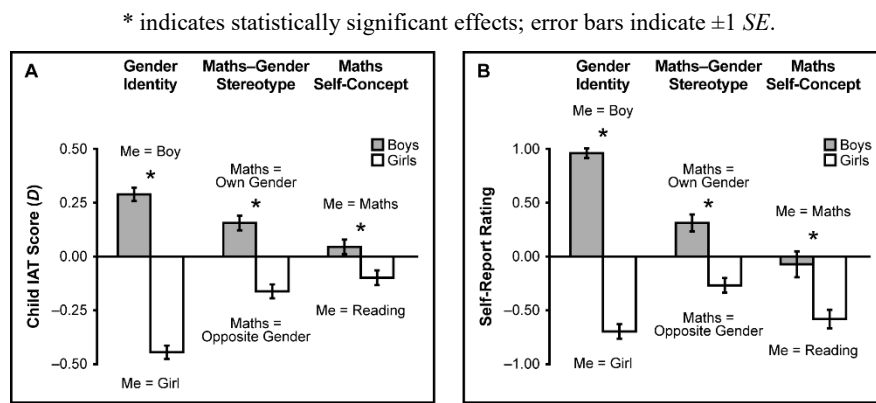 * indicates statistically significant effects; error bars indicate ±1 SE.
A
Gender Identity
Maths–Gender Stereotype
Maths Self-Concept
Boys
Girls
Child IAT Score (D)
0.50
0.25
0.00
–0.25
–0.50
Me = Boy
*
Me = Girl
Maths =
Own Gender
*
Maths =
Opposite Gender
Me = Maths
*
Me = Reading
B
Gender Identity
Maths–Gender Stereotype
Maths Self-Concept
Boys
Girls
Self-Report Rating
1.00
0.50
0.00
–0.50
–1.00
Me = Boy
*
Me = Girl
Maths =
Own Gender
*
Maths =
Opposite Gender
Me = Maths
*
Me = Reading